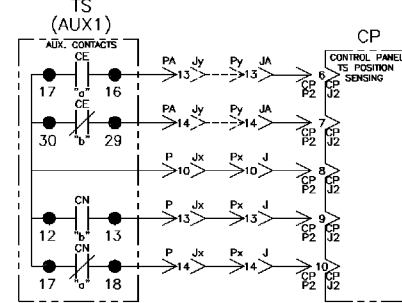 TS
(AUX1)
AUX. CONTACTS
CP
CONTROL PANEL
TS POSITION
SENSING
CE
17 "a" 16
PA 13 Jy Py 13 JA 6
CP CP
P2 J2
CE
30 "b" 29
PA 14 Jy Py 14 JA 7
CP CP
P2 J2
P 10 Jx Px 10 J 8
CP CP
P2 J2
CN
12 "b" 13
P 13 Jx Px 13 J 9
CP CP
P2 J2
CN
17 "a" 18
P 14 Jx Px 14 J 10
CP CP
P2 J2